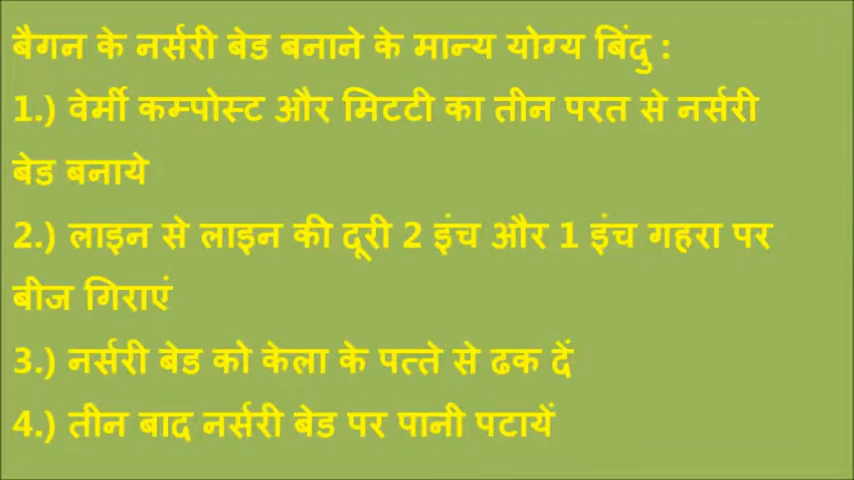 बैगन के नर्सरी बेड बनाने के मान्य योग्य बिंदु :
1.) वेर्मी कम्पोस्ट और मिटटी का तीन परत से नर्सरी
बेड बनाये
2.) लाइन से लाइन की दूरी 2 इंच और 1 इंच गहरा पर
बीज गिराएं
3.) नर्सरी बेड को केला के पत्ते से ढक दें
4.) तीन बाद नर्सरी बेड पर पानी पटायें